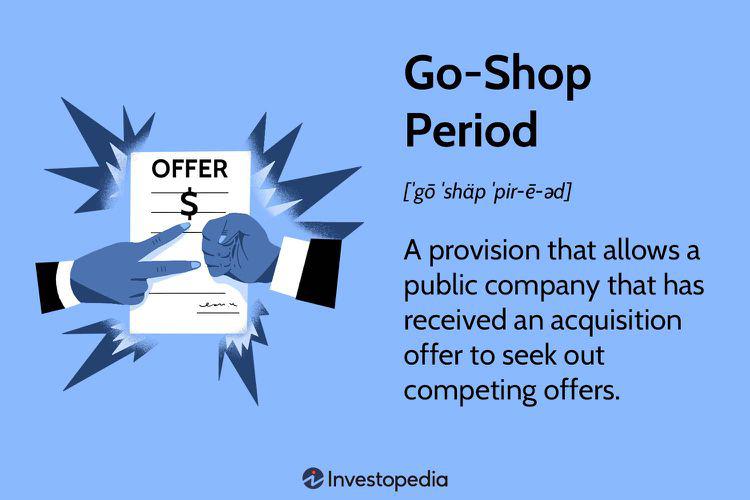 OFFER
$
Go-Shop
Period
[ˈgō ˈshäp ˈpir-ē-əd]
A provision that allows a
public company that has
received an acquisition
offer to seek out
competing offers.
Investopedia